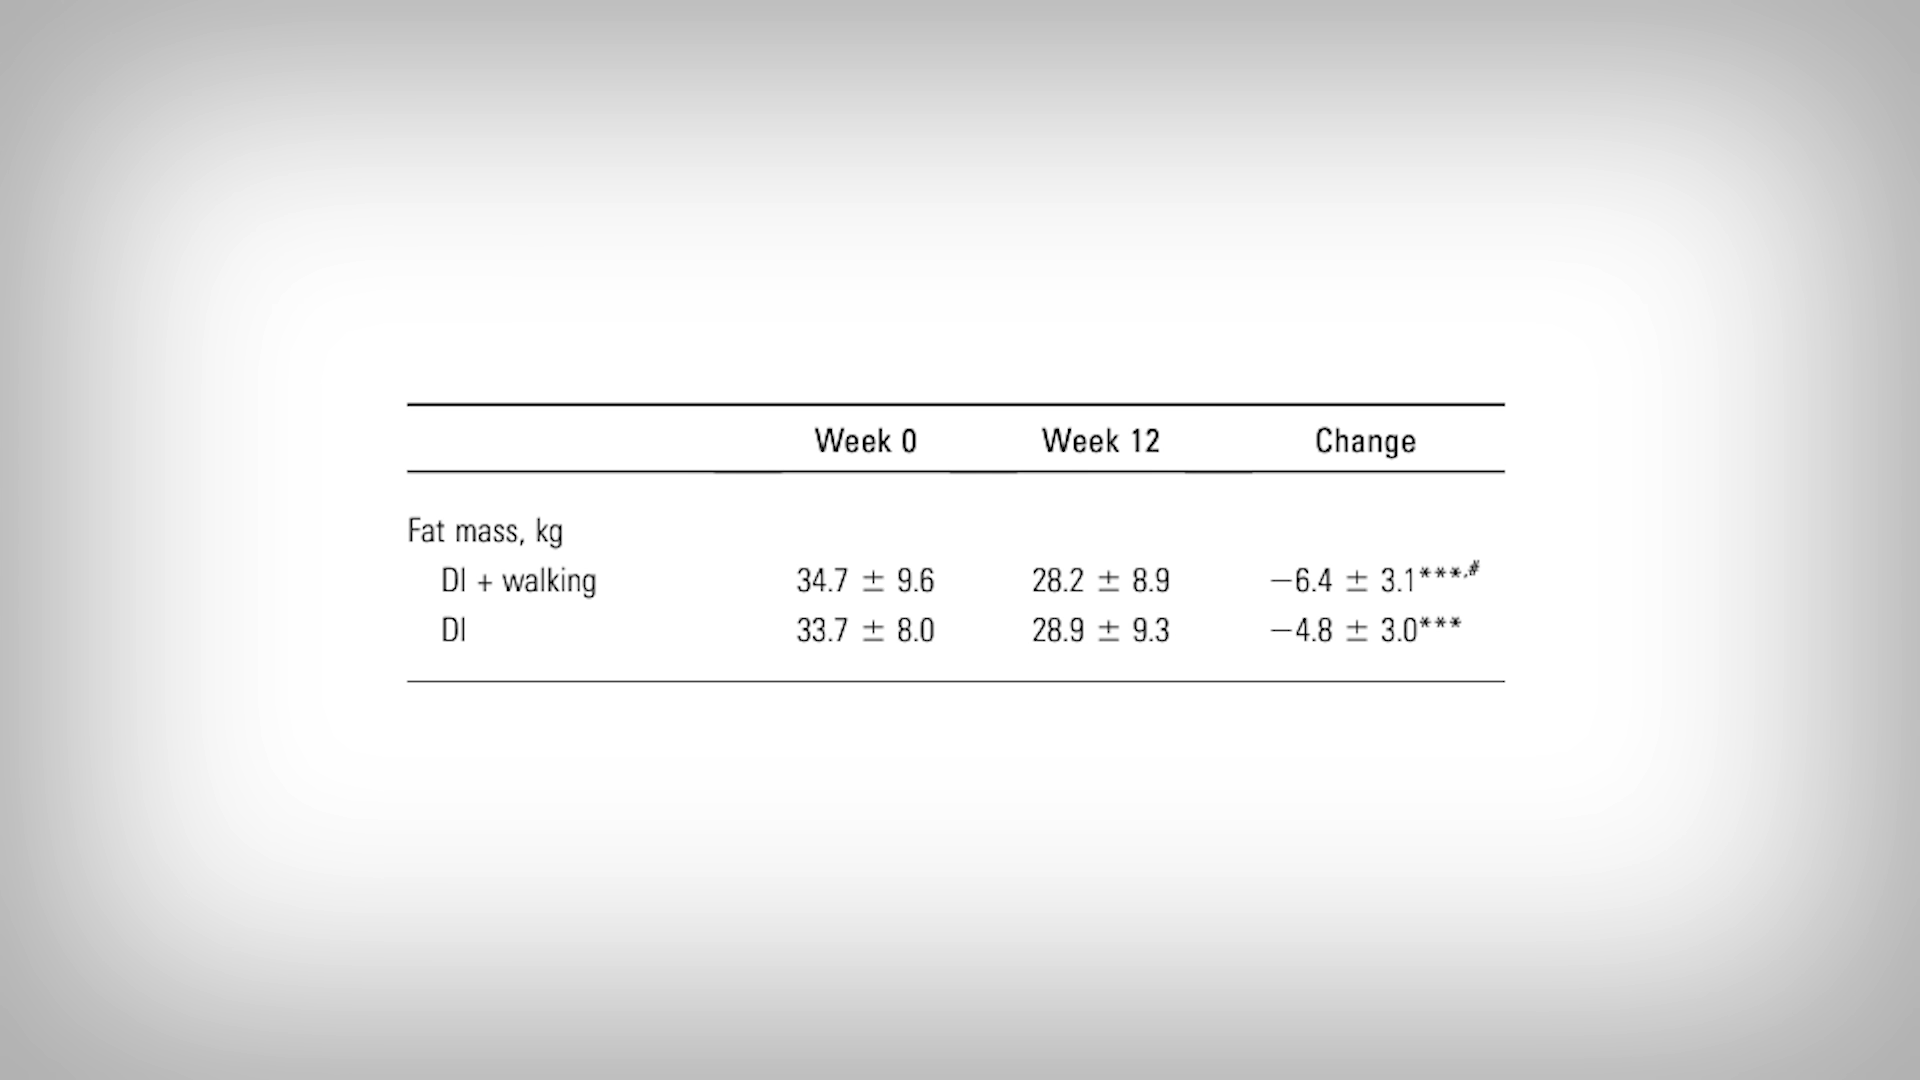 Week 0 Week 12 Change
Fat mass, kg
DI + walking 34.7 ± 9.6 28.2 ± 8.9 −6.4 ± 3.1***,#
DI 33.7 ± 8.0 28.9 ± 9.3 −4.8 ± 3.0***